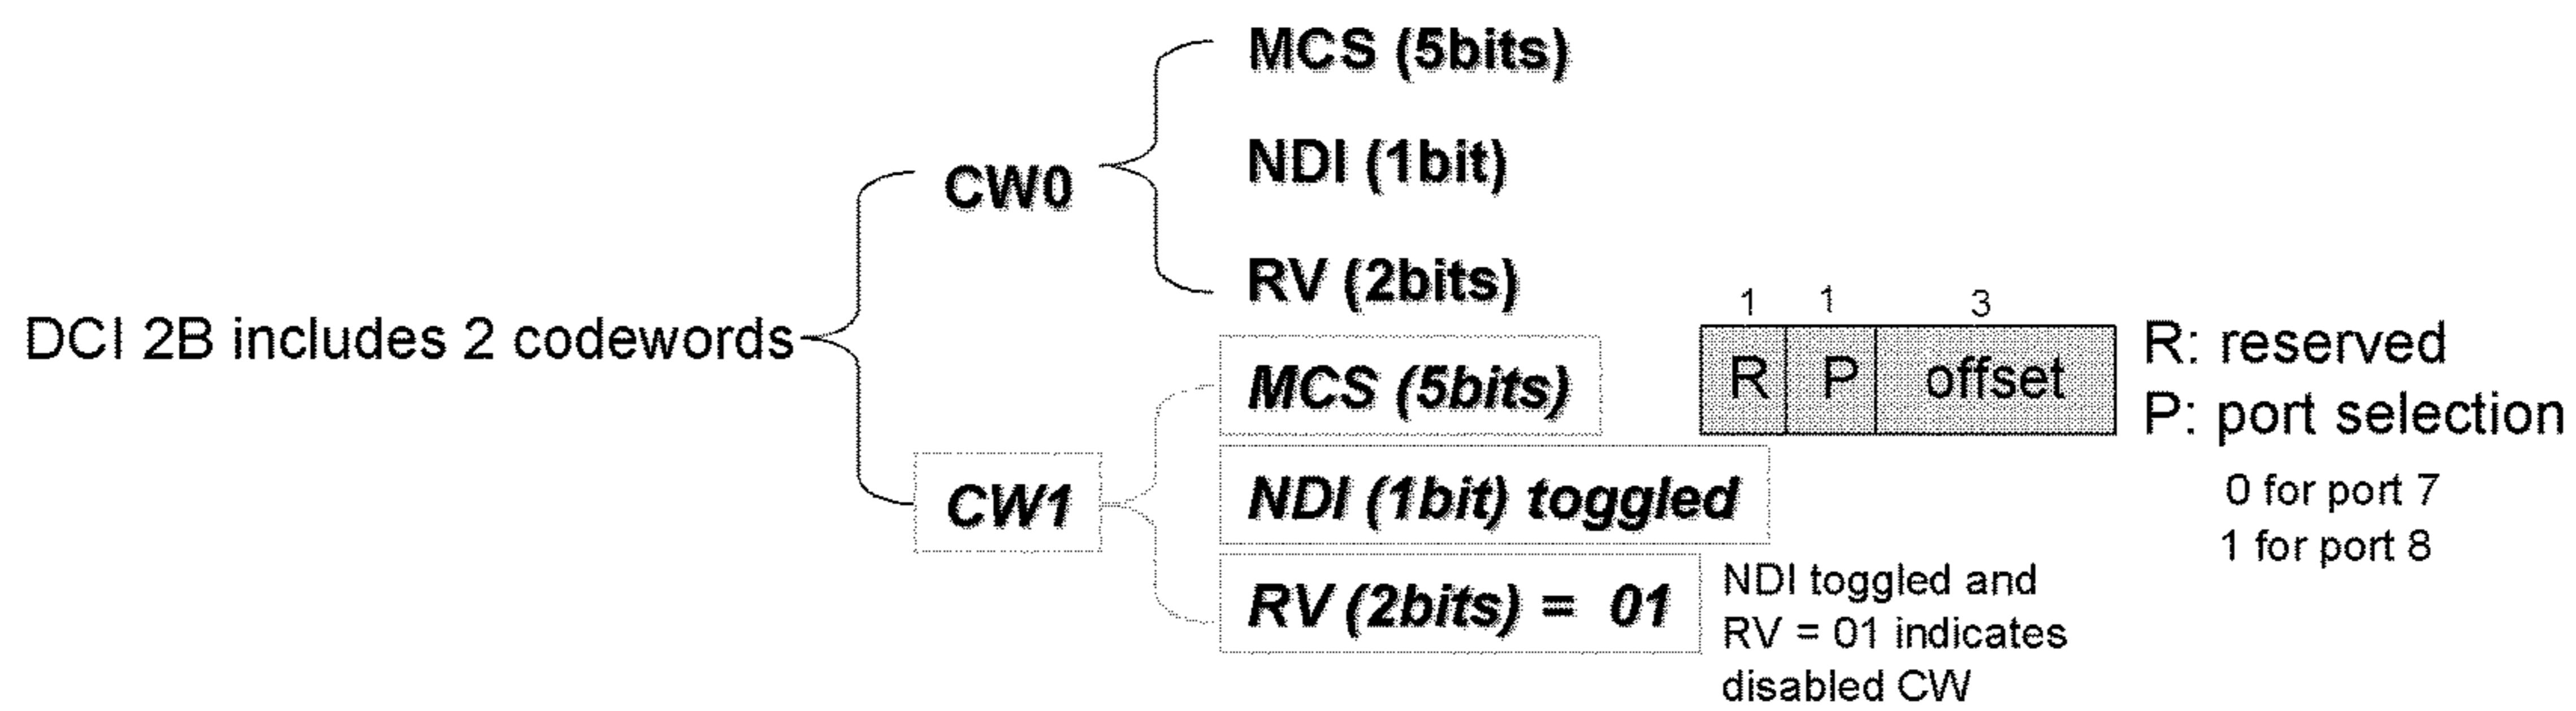 DCI 2B includes 2 codewords
CW0
MCS (5bits)
NDI (1bit)
RV (2bits)
CW1
MCS (5bits)
NDI (1bit) toggled
RV (2bits) = 01
1 1 3
R P offset
R: reserved
P: port selection
0 for port 7
1 for port 8
NDI toggled and
RV = 01 indicates
disabled CW